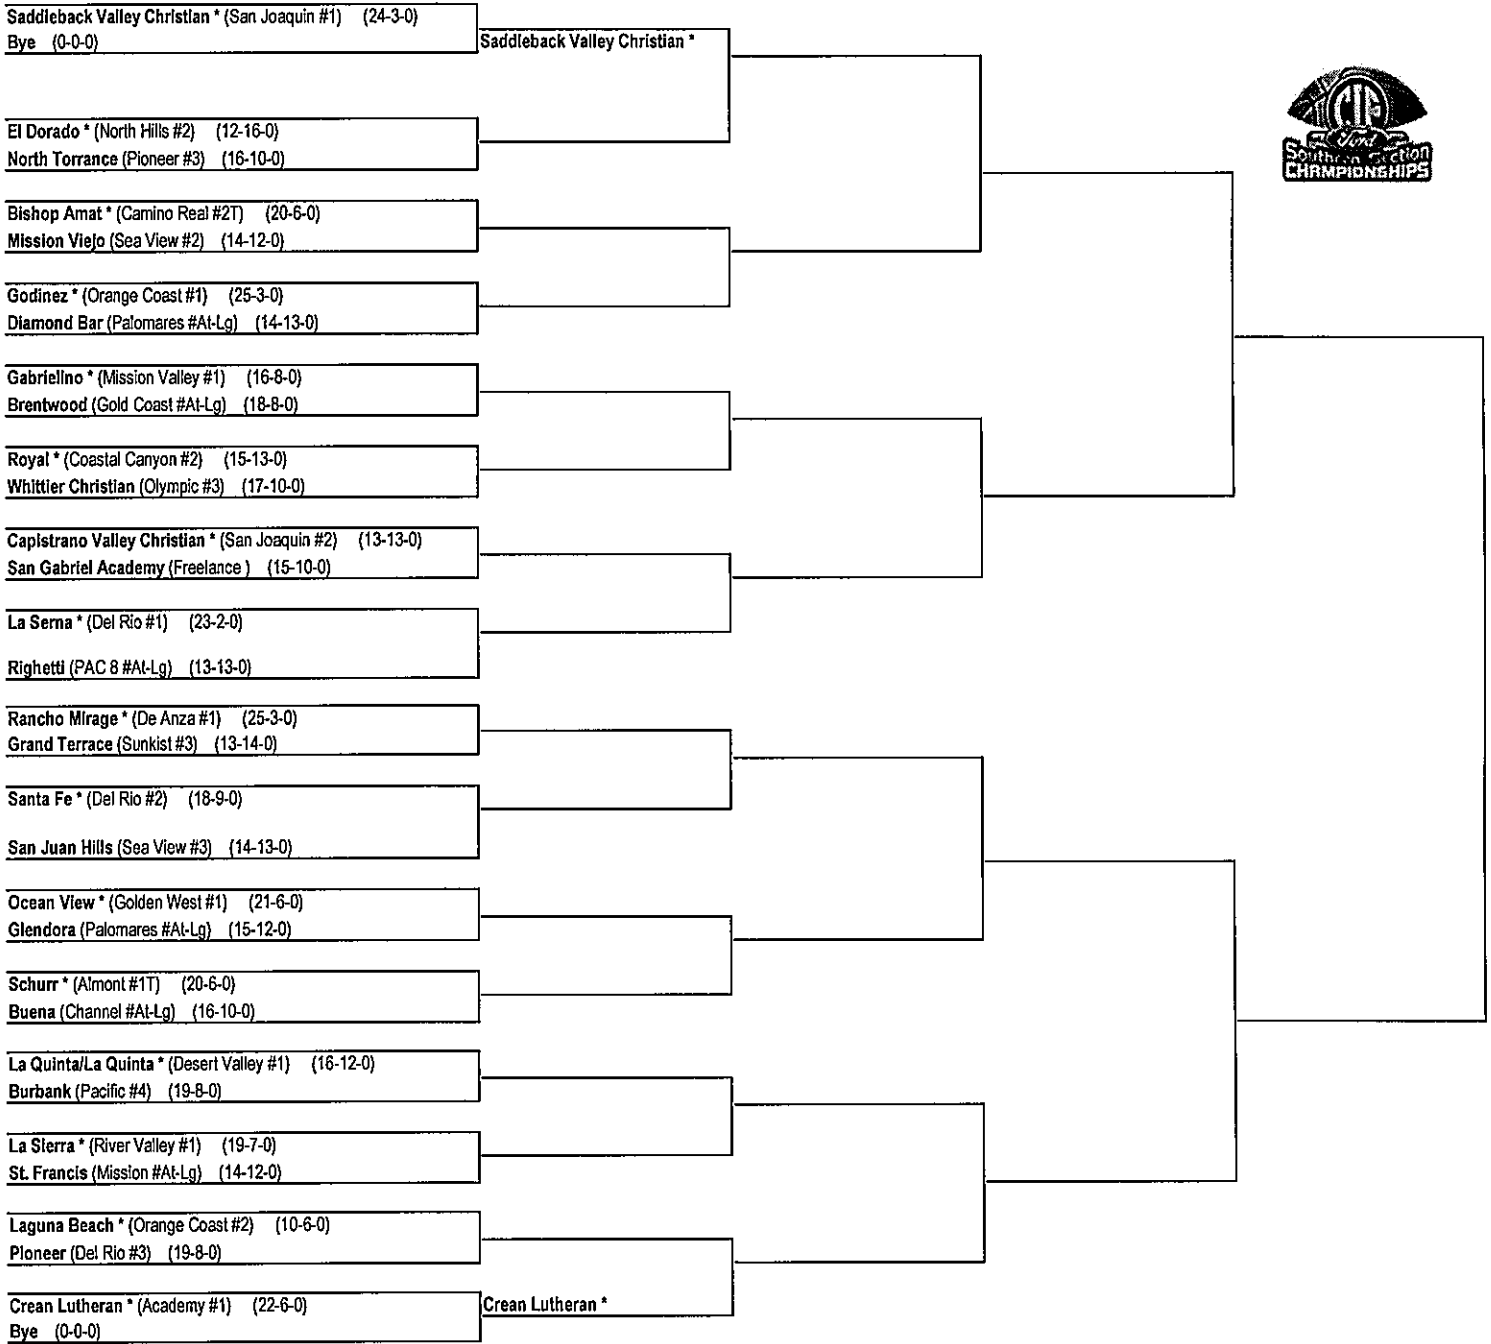 Saddleback Valley Christian * (San Joaquin #1) (24-3-0)
Bye (0-0-0)
Saddleback Valley Christian *
El Dorado * (North Hills #2) (12-16-0)
North Torrance (Pioneer #3) (16-10-0)
Bishop Amat * (Camino Real #2T) (20-6-0)
Mission Viejo (Sea View #2) (14-12-0)
Godinez * (Orange Coast #1) (25-3-0)
Diamond Bar (Palomares #At-Lg) (14-13-0)
Gabrielino * (Mission Valley #1) (16-8-0)
Brentwood (Gold Coast #At-Lg) (18-8-0)
Royal * (Coastal Canyon #2) (15-13-0)
Whittier Christian (Olympic #3) (17-10-0)
Capistrano Valley Christian * (San Joaquin #2) (13-13-0)
San Gabriel Academy (Freelance ) (15-10-0)
La Serna * (Del Rio #1) (23-2-0)
Righetti (PAC 8 #At-Lg) (13-13-0)
Rancho Mirage * (De Anza #1) (25-3-0)
Grand Terrace (Sunkist #3) (13-14-0)
Santa Fe * (Del Rio #2) (18-9-0)
San Juan Hills (Sea View #3) (14-13-0)
Ocean View * (Golden West #1) (21-6-0)
Glendora (Palomares #At-Lg) (15-12-0)
Schurr * (Almont #1T) (20-6-0)
Buena (Channel #At-Lg) (16-10-0)
La Quinta/La Quinta * (Desert Valley #1) (16-12-0)
Burbank (Pacific #4) (19-8-0)
La Sierra * (River Valley #1) (19-7-0)
St. Francis (Mission #At-Lg) (14-12-0)
Laguna Beach * (Orange Coast #2) (10-6-0)
Pioneer (Del Rio #3) (19-8-0)
Crean Lutheran * (Academy #1) (22-6-0)
Bye (0-0-0)
Crean Lutheran *
CIF
Ford
Southern Section
CHAMPIONSHIPS